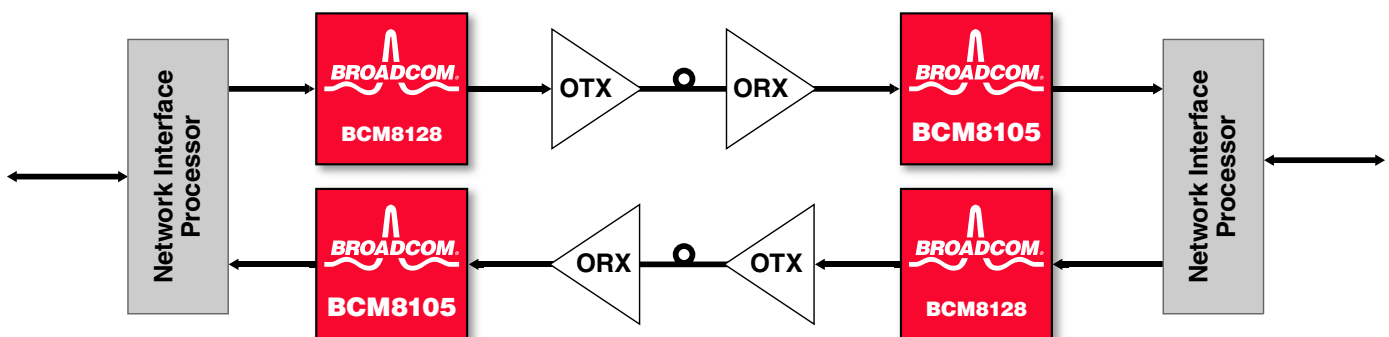 Network Interface
Processor
BROADCOM®
BCM8128
OTX
ORX
BROADCOM®
BCM8105
Network Interface
Processor
BROADCOM®
BCM8105
ORX
OTX
BROADCOM®
BCM8128